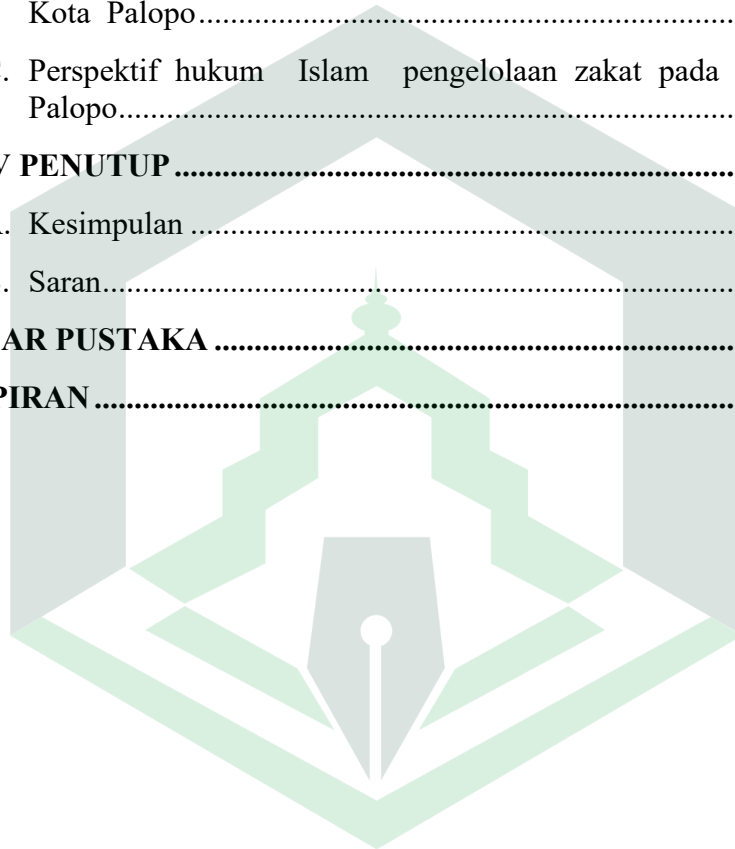 Kota Palopo
. Perspektif hukum Islam pengelolaan zakat pada
Palopo
PENUTUP
. Kesimpulan
. Saran
AR PUSTAKA
PIRAN